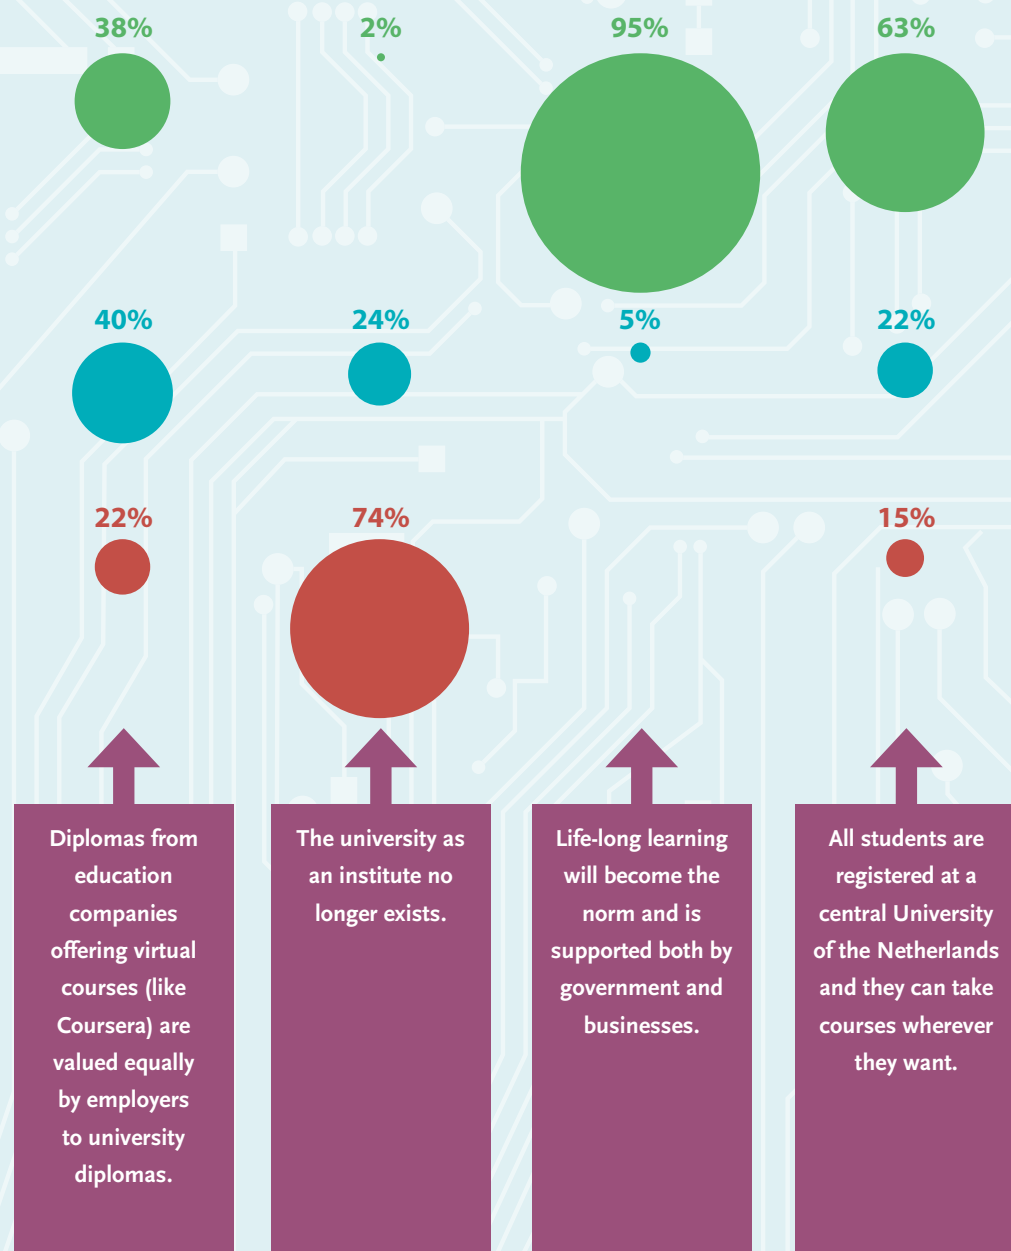 38% 2% 95% 63%
40% 24% 5% 22%
22% 74% 15%
Diplomas from
education
companies
offering virtual
courses (like
Coursera) are
valued equally
by employers
to university
diplomas.
The university as
an institute no
longer exists.
Life-long learning
will become the
norm and is
supported both by
government and
businesses.
All students are
registered at a
central University
of the Netherlands
and they can take
courses wherever
they want.